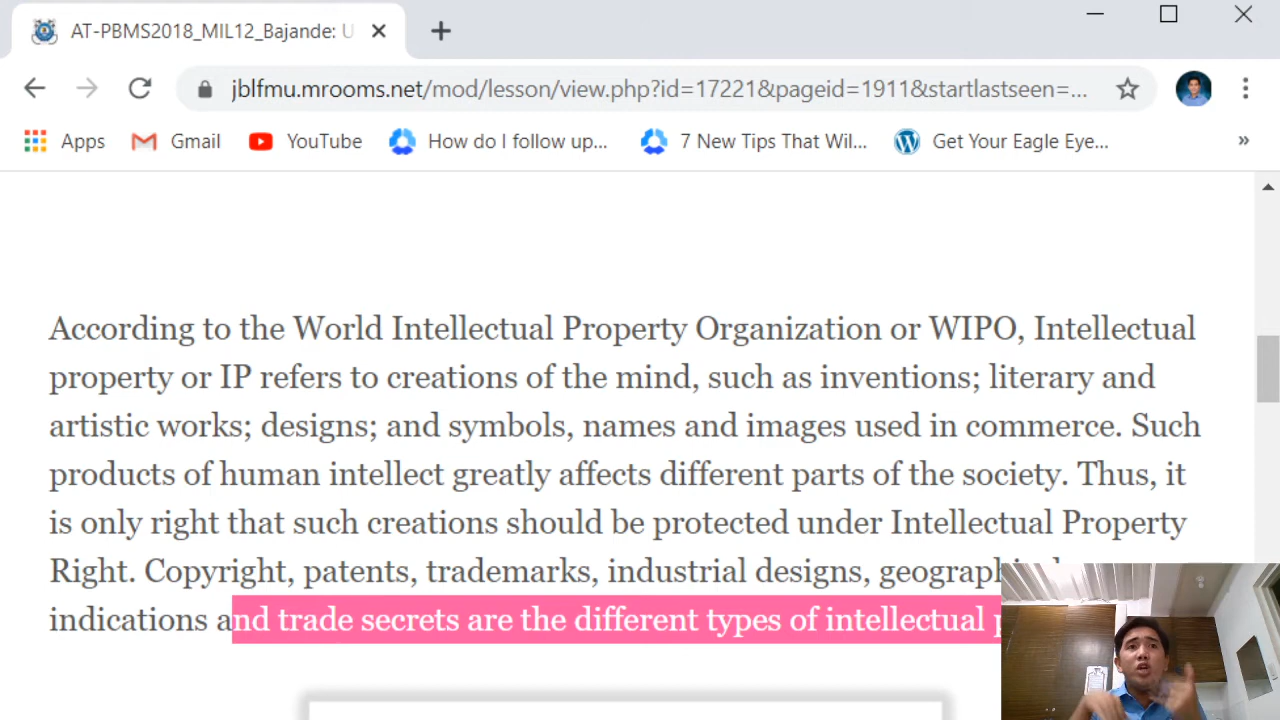 AT-PBMS2018_MIL12_Bajande: U
jblfmu.mrooms.net/mod/lesson/view.php?id=17221&pageid=1911&startlastseen=...
Apps Gmail YouTube How do I follow up... 7 New Tips That Wil... Get Your Eagle Eye... »
According to the World Intellectual Property Organization or WIPO, Intellectual
property or IP refers to creations of the mind, such as inventions; literary and
artistic works; designs; and symbols, names and images used in commerce. Such
products of human intellect greatly affects different parts of the society. Thus, it
is only right that such creations should be protected under Intellectual Property
Right. Copyright, patents, trademarks, industrial designs,
indications and trade secrets are the different types of intellectual